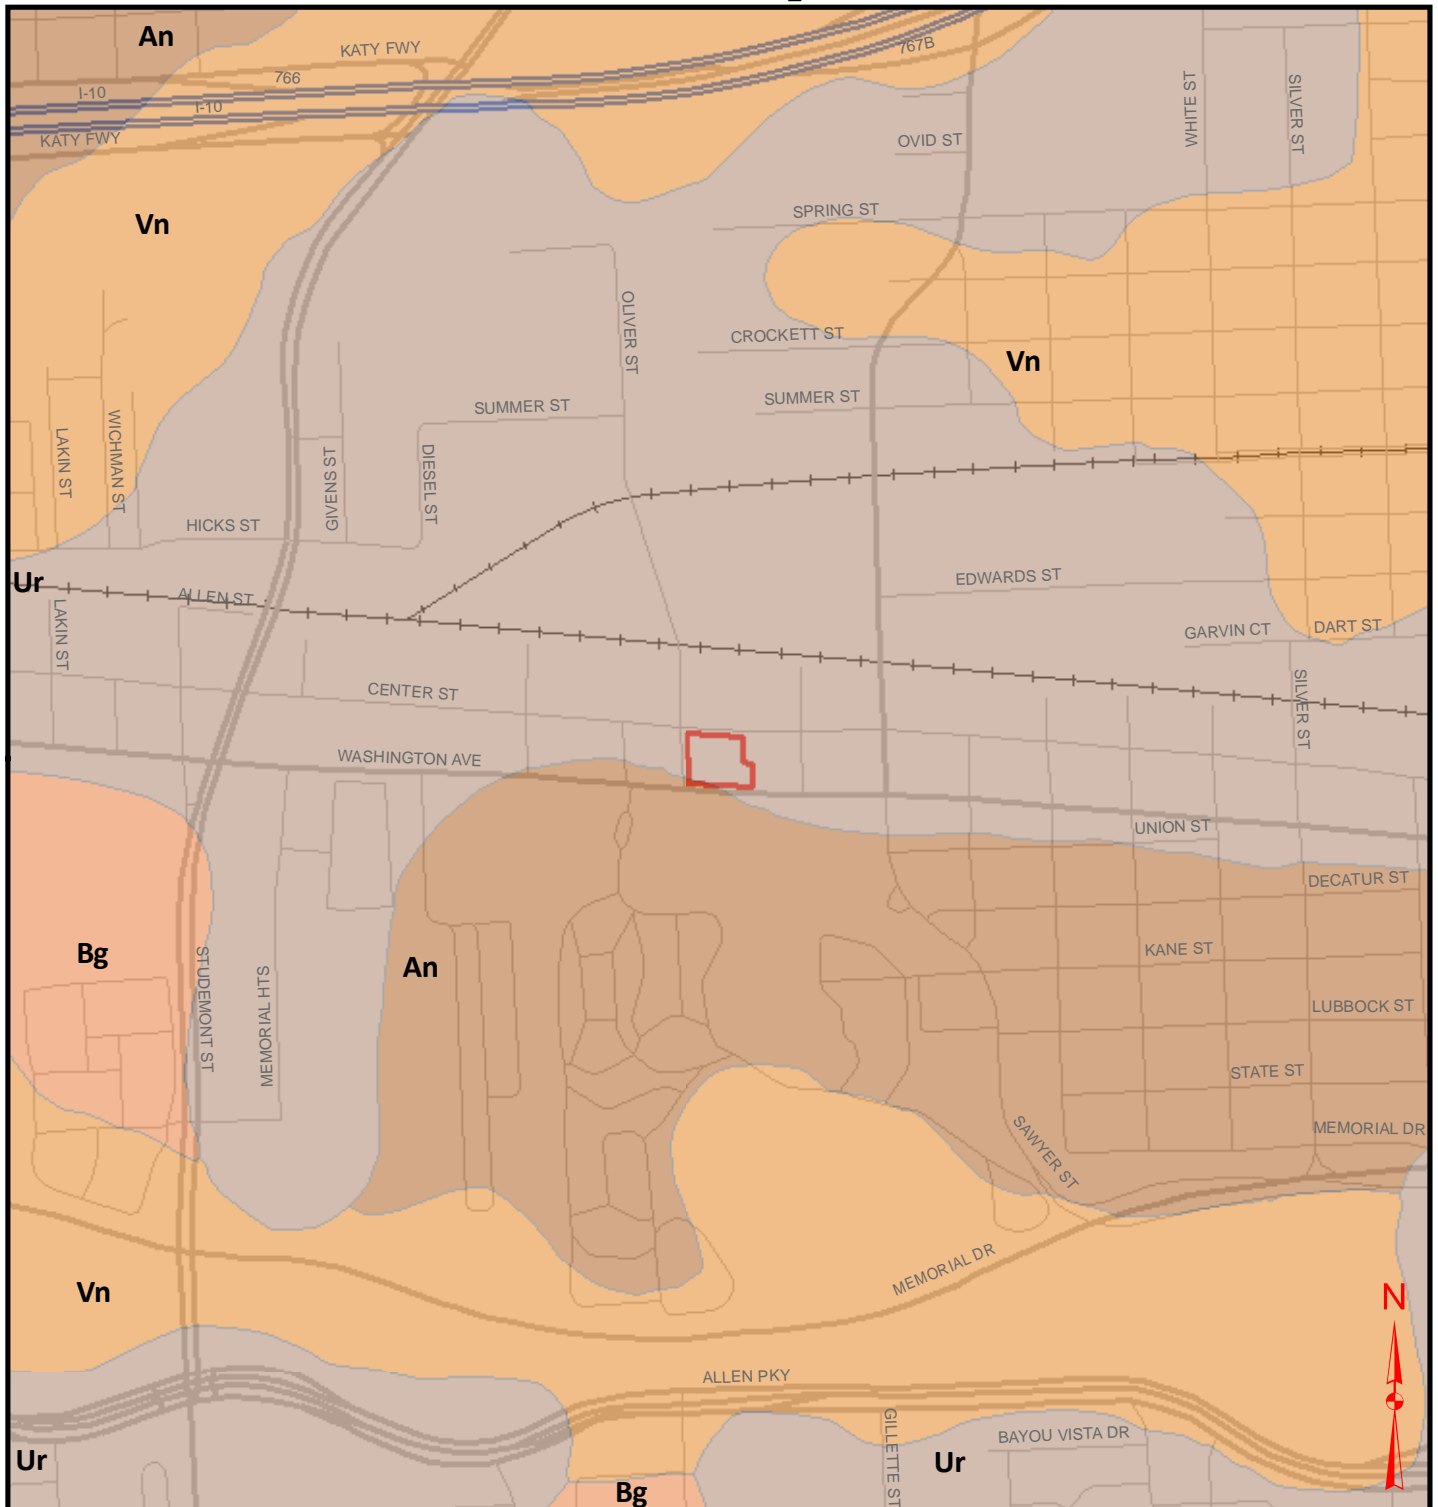 An
KATY FWY
767B
766
I-10
I-10
KATY FWY
WHITE ST
SILVER ST
OVID ST
SPRING ST
Vn
OLIVER ST
CROCKETT ST
Vn
SUMMER ST
SUMMER ST
LAKIN ST
WICHMAN ST
GIVENS ST
DIESEL ST
HICKS ST
Ur
ALLEN ST
EDWARDS ST
LAKIN ST
GARVIN CT
DART ST
CENTER ST
SILVER ST
WASHINGTON AVE
UNION ST
DECATUR ST
Bg
An
KANE ST
STUDEMONT ST
MEMORIAL HTS
LUBBOCK ST
STATE ST
SAWYER ST
MEMORIAL DR
MEMORIAL DR
Vn
N
ALLEN PKY
GILLETTE ST
BAYOU VISTA DR
Ur
Ur
Bg